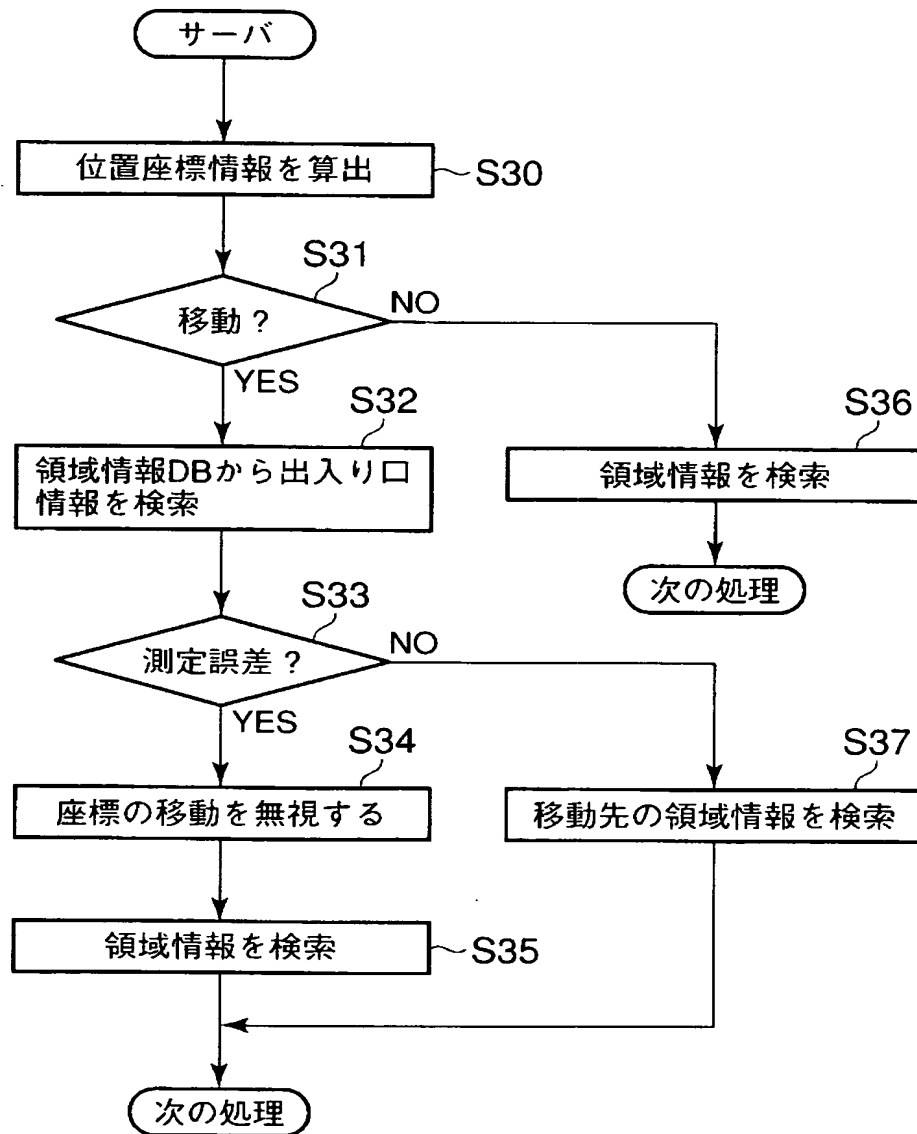 サーバ
位置座標情報を算出
S30
S31
移動?
NO
YES
S32
領域情報DBから出入り口
情報を検索
S36
領域情報を検索
次の処理
S33
測定誤差?
NO
YES
S34
座標の移動を無視する
S37
移動先の領域情報を検索
領域情報を検索
S35
次の処理